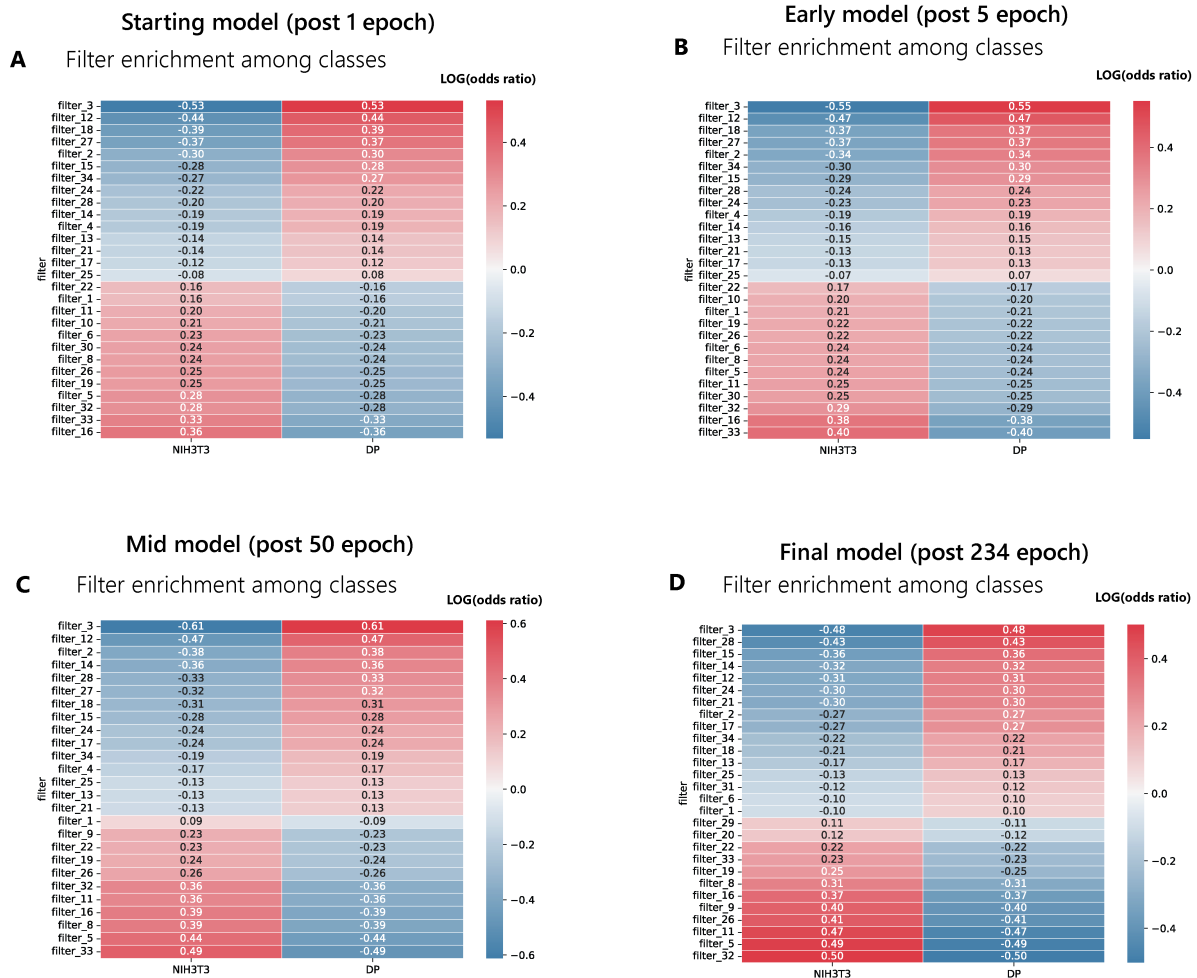 Starting model (post 1 epoch)
A
Filter enrichment among classes
LOG(odds ratio)
filter_3 -0.53 0.53
filter_12 -0.44 0.44
filter_18 -0.39 0.39
filter_27 -0.37 0.37
filter_2 -0.30 0.30
filter_15 -0.28 0.28
filter_34 -0.27 0.27
filter_24 -0.22 0.22
filter_28 -0.20 0.20
filter_14 -0.19 0.19
filter_4 -0.19 0.19
filter_13 -0.14 0.14
filter_21 -0.14 0.14
filter_17 -0.12 0.12
filter_25 -0.08 0.08
filter_22 0.16 -0.16
filter_1 0.16 -0.16
filter_11 0.20 -0.20
filter_10 0.21 -0.21
filter_6 0.23 -0.23
filter_30 0.24 -0.24
filter_8 0.24 -0.24
filter_26 0.25 -0.25
filter_19 0.25 -0.25
filter_5 0.28 -0.28
filter_32 0.28 -0.28
filter_33 0.33 -0.33
filter_16 0.36 -0.36
NIH3T3 DP
filter
0.4
0.2
0.0
−0.2
−0.4
Early model (post 5 epoch)
B
Filter enrichment among classes
LOG(odds ratio)
filter_3 -0.55 0.55
filter_12 -0.47 0.47
filter_18 -0.37 0.37
filter_27 -0.37 0.37
filter_2 -0.34 0.34
filter_34 -0.30 0.30
filter_15 -0.29 0.29
filter_28 -0.24 0.24
filter_24 -0.23 0.23
filter_4 -0.19 0.19
filter_14 -0.16 0.16
filter_13 -0.15 0.15
filter_21 -0.13 0.13
filter_17 -0.13 0.13
filter_25 -0.07 0.07
filter_22 0.17 -0.17
filter_10 0.20 -0.20
filter_1 0.21 -0.21
filter_19 0.22 -0.22
filter_26 0.22 -0.22
filter_6 0.24 -0.24
filter_8 0.24 -0.24
filter_5 0.24 -0.24
filter_11 0.25 -0.25
filter_30 0.25 -0.25
filter_32 0.29 -0.29
filter_16 0.38 -0.38
filter_33 0.40 -0.40
NIH3T3 DP
filter
0.4
0.2
0.0
−0.2
−0.4
Mid model (post 50 epoch)
C
Filter enrichment among classes
LOG(odds ratio)
filter_3 -0.61 0.61
filter_12 -0.47 0.47
filter_2 -0.38 0.38
filter_14 -0.36 0.36
filter_28 -0.33 0.33
filter_27 -0.32 0.32
filter_18 -0.31 0.31
filter_15 -0.28 0.28
filter_24 -0.24 0.24
filter_17 -0.24 0.24
filter_34 -0.19 0.19
filter_4 -0.17 0.17
filter_25 -0.13 0.13
filter_13 -0.13 0.13
filter_21 -0.13 0.13
filter_1 0.09 -0.09
filter_9 0.23 -0.23
filter_22 0.23 -0.23
filter_19 0.24 -0.24
filter_26 0.26 -0.26
filter_32 0.36 -0.36
filter_11 0.36 -0.36
filter_16 0.39 -0.39
filter_8 0.39 -0.39
filter_5 0.44 -0.44
filter_33 0.49 -0.49
NIH3T3 DP
filter
0.6
0.4
0.2
0.0
−0.2
−0.4
−0.6
Final model (post 234 epoch)
D
Filter enrichment among classes
LOG(odds ratio)
filter_3 -0.48 0.48
filter_28 -0.43 0.43
filter_15 -0.36 0.36
filter_14 -0.32 0.32
filter_12 -0.31 0.31
filter_24 -0.30 0.30
filter_21 -0.30 0.30
filter_2 -0.27 0.27
filter_17 -0.27 0.27
filter_34 -0.22 0.22
filter_18 -0.21 0.21
filter_13 -0.17 0.17
filter_25 -0.13 0.13
filter_31 -0.12 0.12
filter_6 -0.10 0.10
filter_1 -0.10 0.10
filter_29 0.11 -0.11
filter_20 0.12 -0.12
filter_22 0.22 -0.22
filter_33 0.23 -0.23
filter_19 0.25 -0.25
filter_8 0.31 -0.31
filter_16 0.37 -0.37
filter_9 0.40 -0.40
filter_26 0.41 -0.41
filter_11 0.47 -0.47
filter_5 0.49 -0.49
filter_32 0.50 -0.50
NIH3T3 DP
filter
0.4
0.2
0.0
−0.2
−0.4